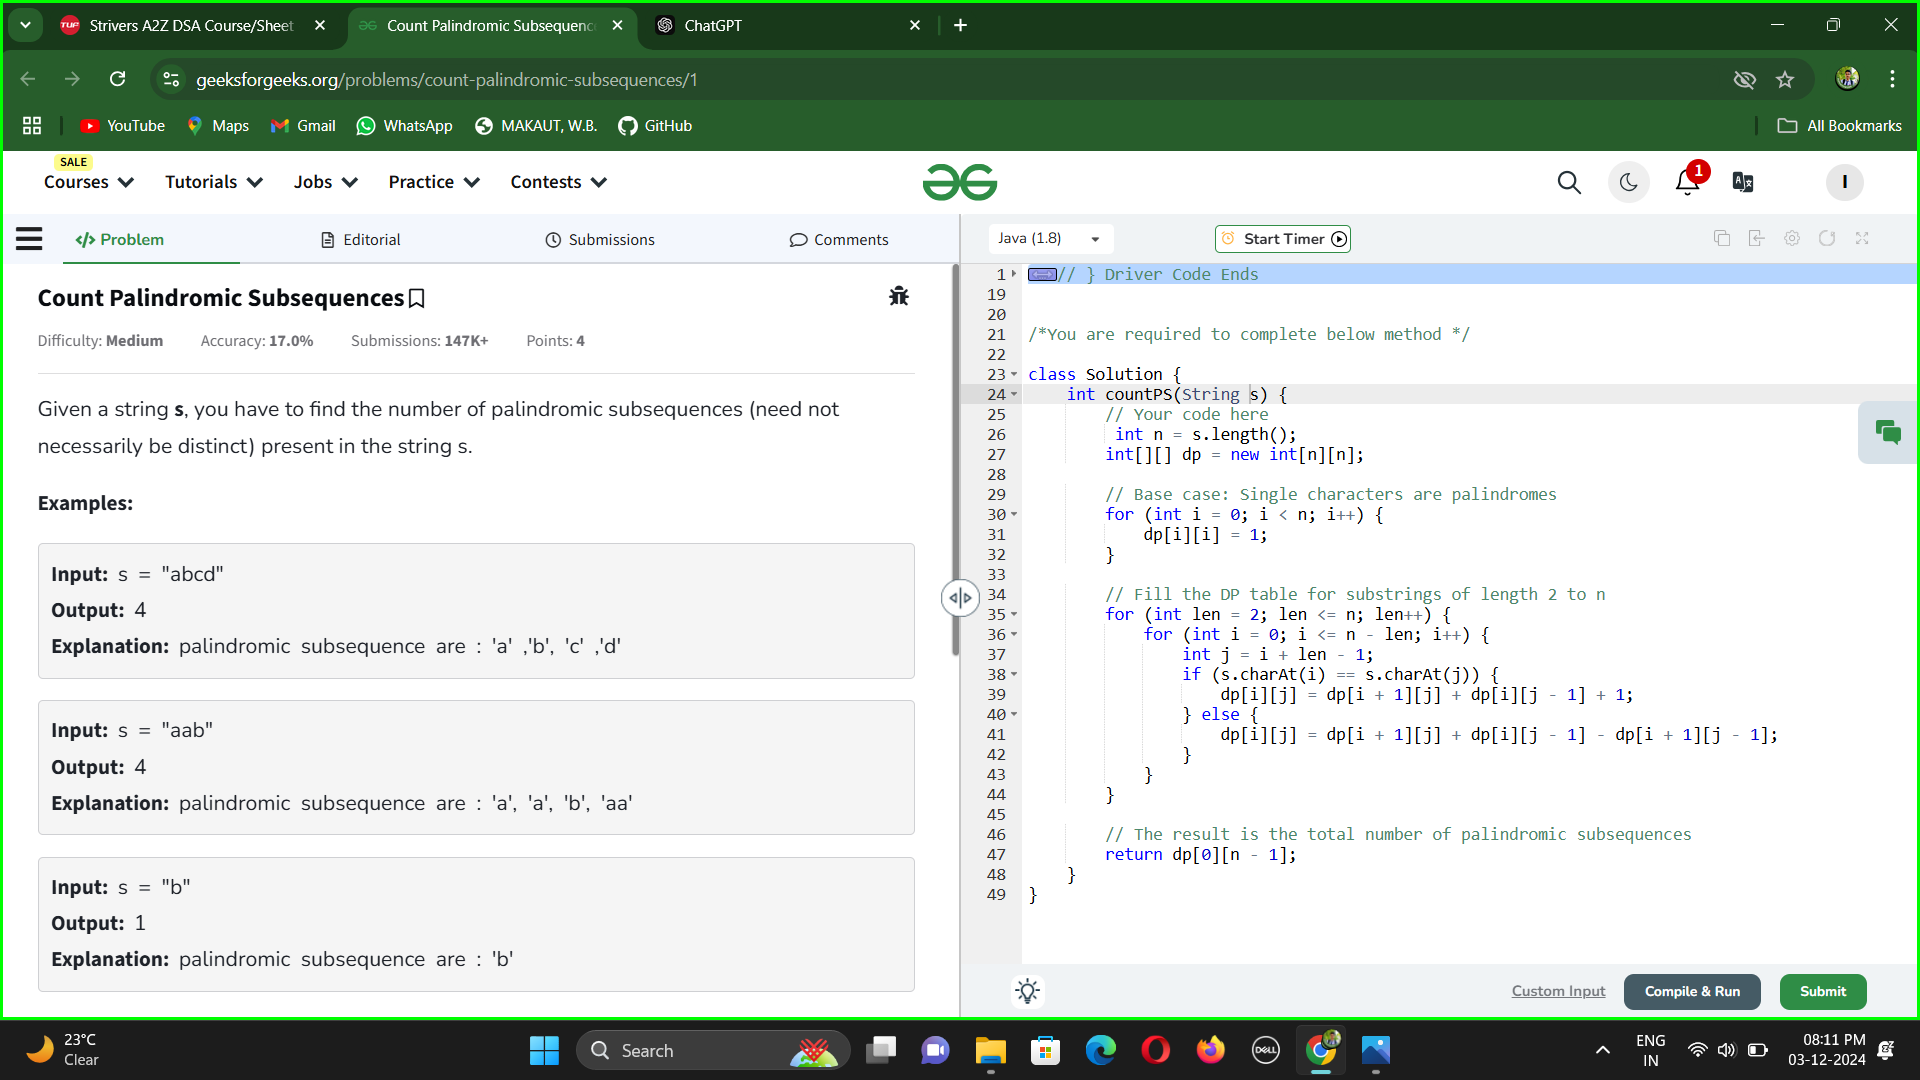 Strivers A2Z DSA Course/Sheet
Count Palindromic Subsequenc
ChatGPT
geeksforgeeks.org/problems/count-palindromic-subsequences/1
YouTube
Maps
Gmail
WhatsApp
MAKAUT, W.B.
GitHub
All Bookmarks
SALE
Courses
Tutorials
Jobs
Practice
Contests
1
I
Problem
Editorial
Submissions
Comments
Java (1.8)
Start Timer
Count Palindromic Subsequences
Difficulty: Medium
Accuracy: 17.0%
Submissions: 147K+
Points: 4
Given a string s, you have to find the number of palindromic subsequences (need not
necessarily be distinct) present in the string s.
Examples:
Input: s = "abcd"
Output: 4
Explanation: palindromic subsequence are : 'a' ,'b', 'c' ,'d'
Input: s = "aab"
Output: 4
Explanation: palindromic subsequence are : 'a', 'a', 'b', 'aa'
Input: s = "b"
Output: 1
Explanation: palindromic subsequence are : 'b'
1 // } Driver Code Ends
19
20
21 /*You are required to complete below method */
22
23 class Solution {
24 int countPS(String s) {
25 // Your code here
26 int n = s.length();
27 int[][] dp = new int[n][n];
28
29 // Base case: Single characters are palindromes
30 for (int i = 0; i < n; i++) {
31 dp[i][i] = 1;
32 }
33
34 // Fill the DP table for substrings of length 2 to n
35 for (int len = 2; len <= n; len++) {
36 for (int i = 0; i <= n - len; i++) {
37 int j = i + len - 1;
38 if (s.charAt(i) == s.charAt(j)) {
39 dp[i][j] = dp[i + 1][j] + dp[i][j - 1] + 1;
40 } else {
41 dp[i][j] = dp[i + 1][j] + dp[i][j - 1] - dp[i + 1][j - 1];
42 }
43 }
44 }
45
46 // The result is the total number of palindromic subsequences
47 return dp[0][n - 1];
48 }
49 }
Custom Input
Compile & Run
Submit
23°C
Clear
Search
DELL
ENG
IN
08:11 PM
03-12-2024